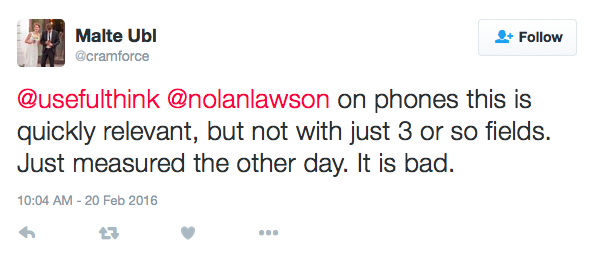 Malte Ubl
@cramforce
Follow
@usefulthink @nolanlawson on phones this is
quickly relevant, but not with just 3 or so fields.
Just measured the other day. It is bad.
10:04 AM - 20 Feb 2016